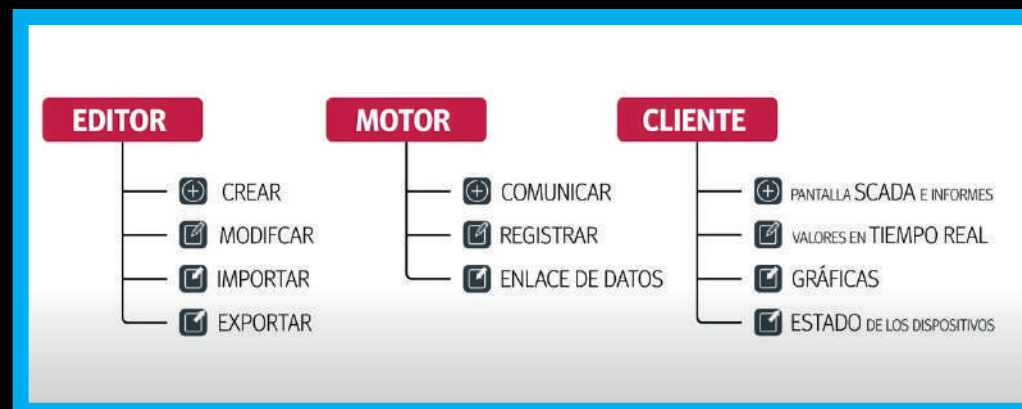 EDITOR
CREAR
MODIFCAR
IMPORTAR
EXPORTAR
MOTOR
COMUNICAR
REGISTRAR
ENLACE DE DATOS
CLIENTE
PANTALLA SCADA E INFORMES
VALORES EN TIEMPO REAL
GRÁFICAS
ESTADO DE LOS DISPOSITIVOS